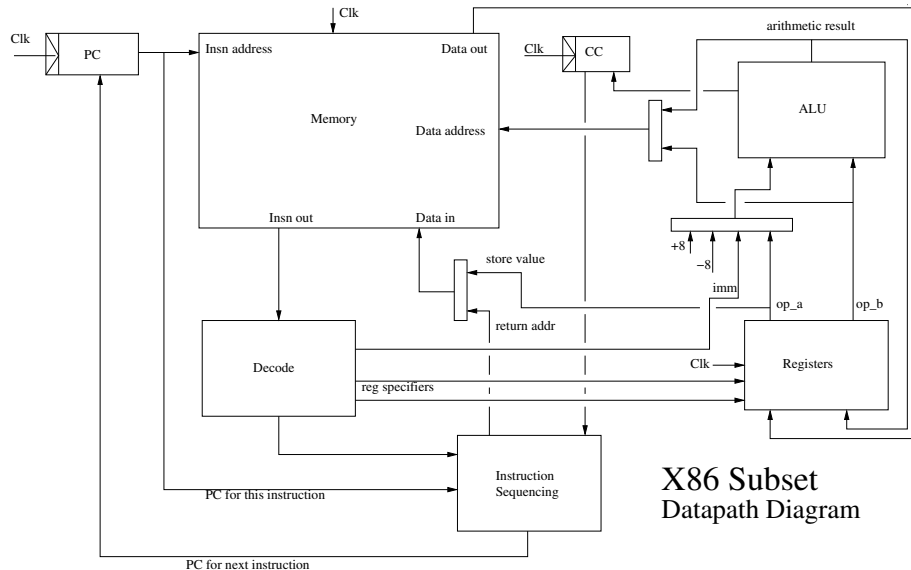 Clk
Clk
Data out
arithmetic result
Insn address
PC
Clk
CC
Memory
ALU
Data address
Insn out
Data in
+8
−8
store value
imm
op_a
op_b
return addr
Decode
Clk
Registers
reg specifiers
Instruction
Sequencing
PC for this instruction
PC for next instruction
X86 Subset
Datapath Diagram